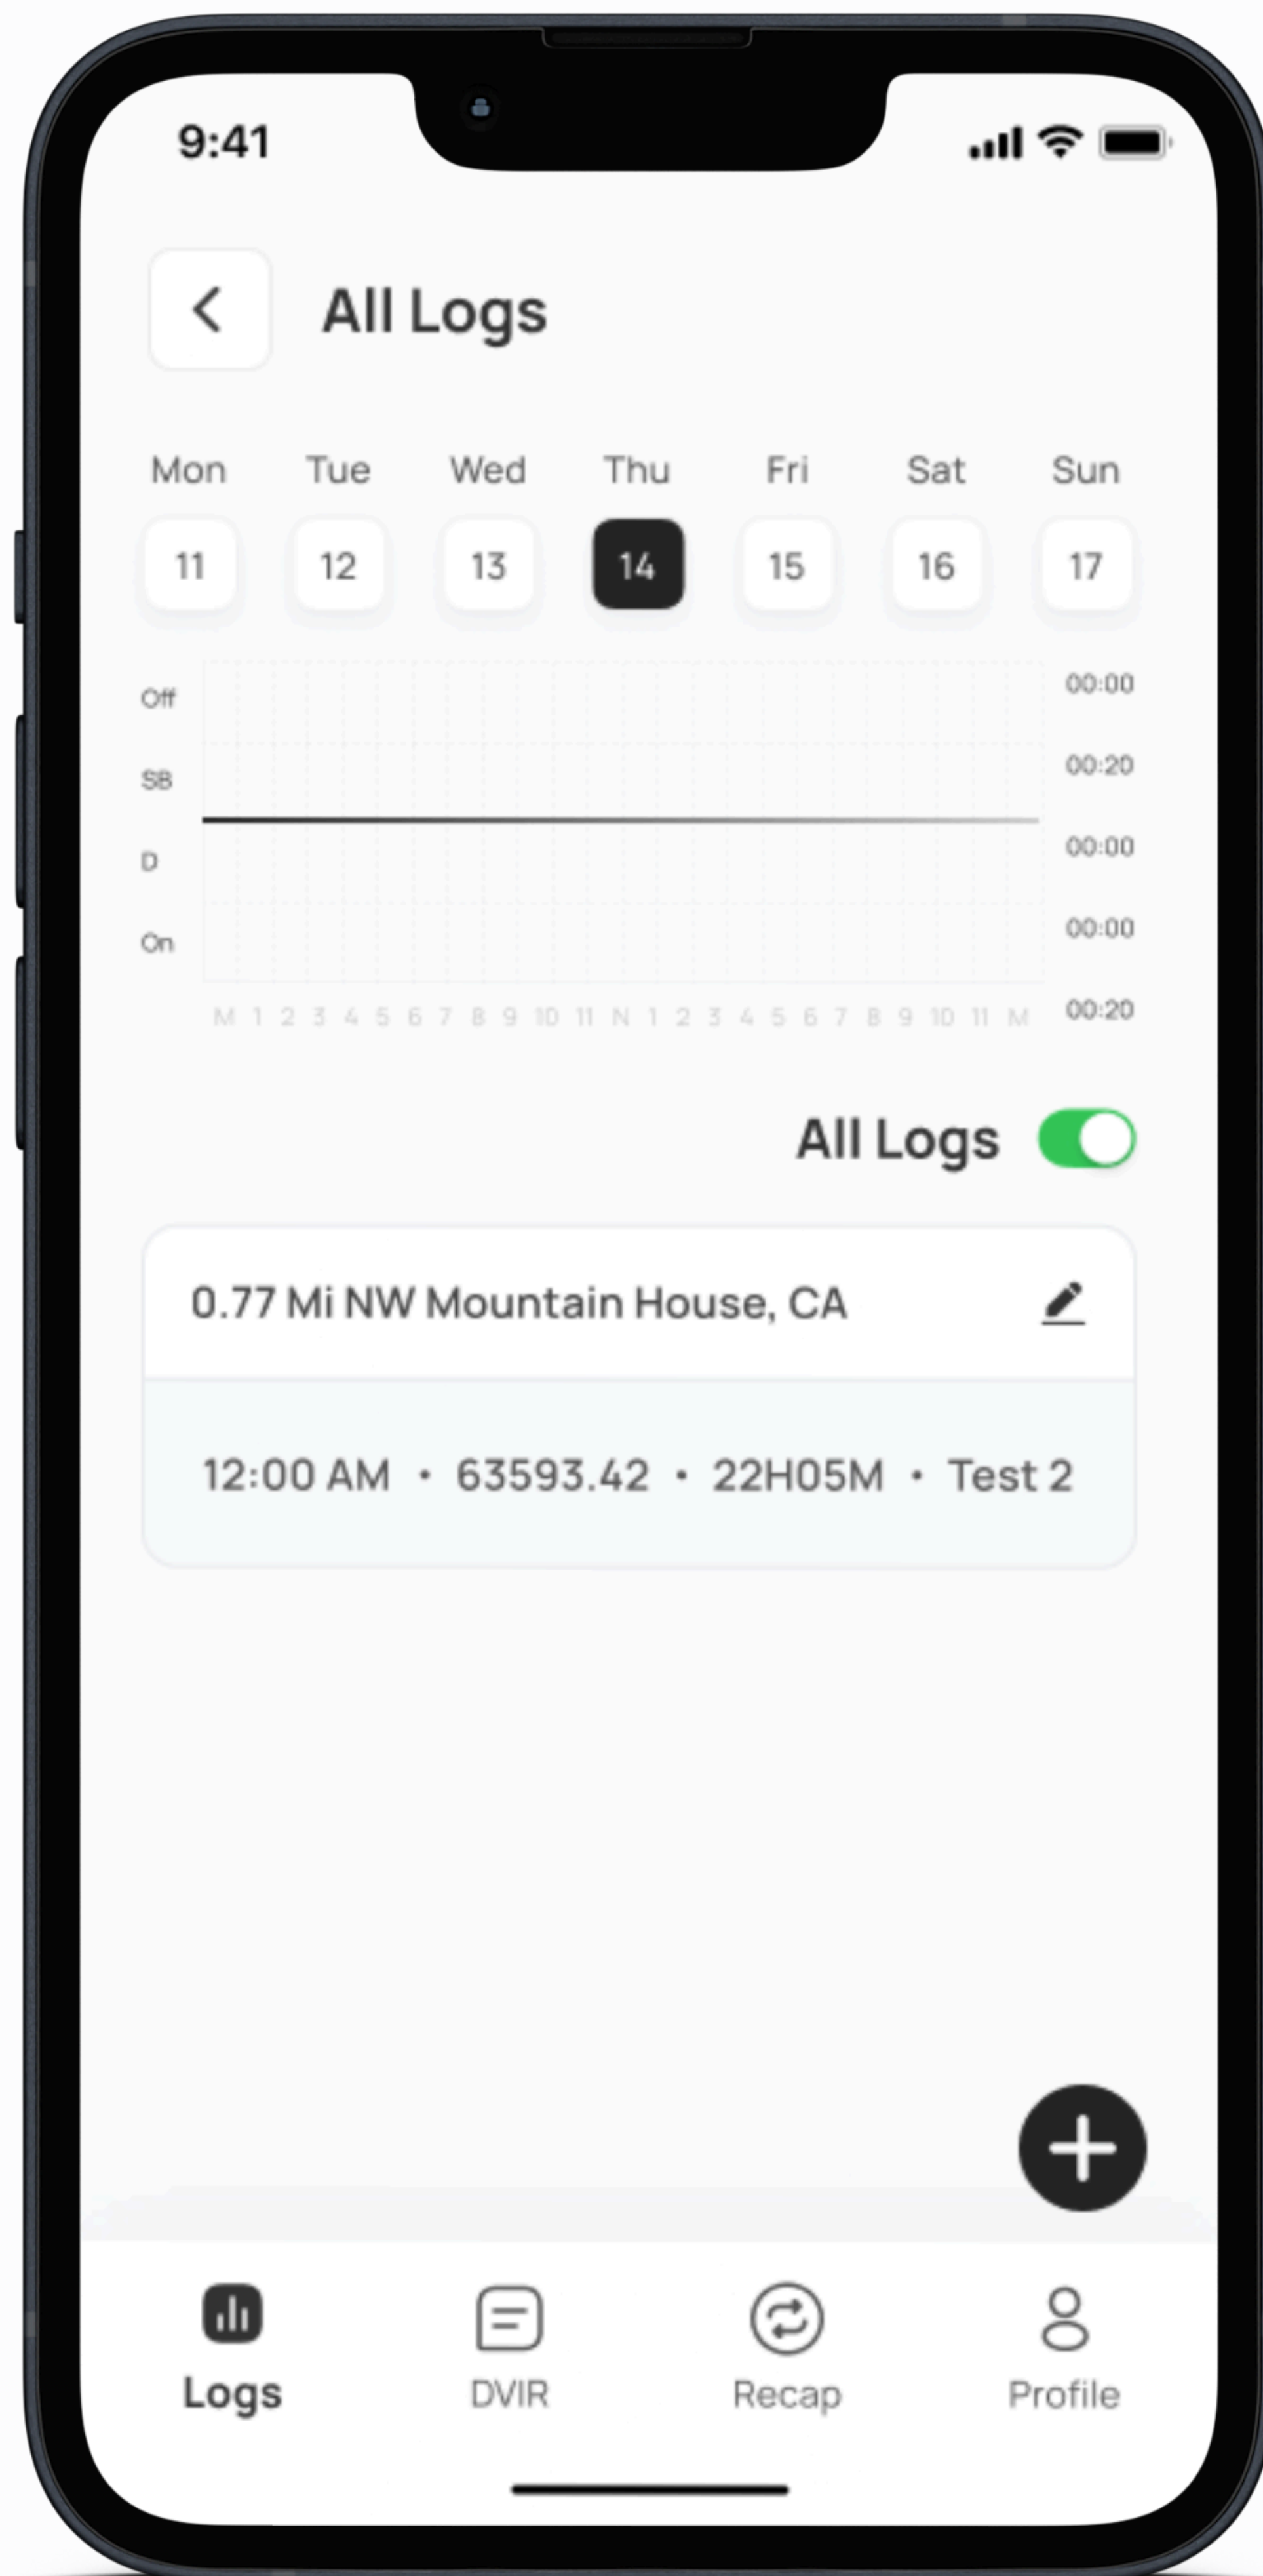 9:41
All Logs
Mon Tue Wed Thu Fri Sat Sun
11 12 13 14 15 16 17
Off 00:00
SB 00:20
D 00:00
On 00:00
M 1 2 3 4 5 6 7 8 9 10 11 N 1 2 3 4 5 6 7 8 9 10 11 M 00:20
All Logs
0.77 Mi NW Mountain House, CA
12:00 AM • 63593.42 • 22H05M • Test 2
Logs DVIR Recap Profile